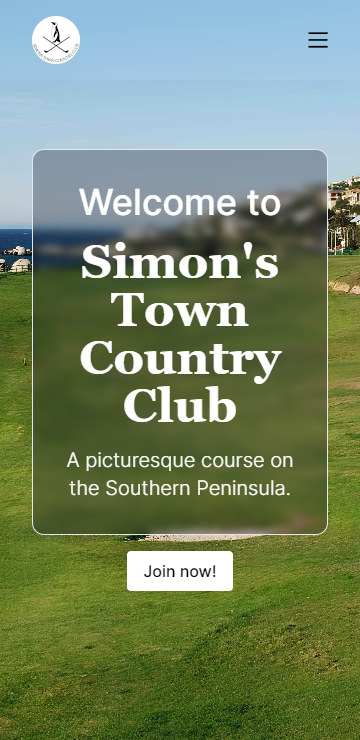 Welcome to
Simon's
Town
Country
Club
A picturesque course on
the Southern Peninsula.
Join now!